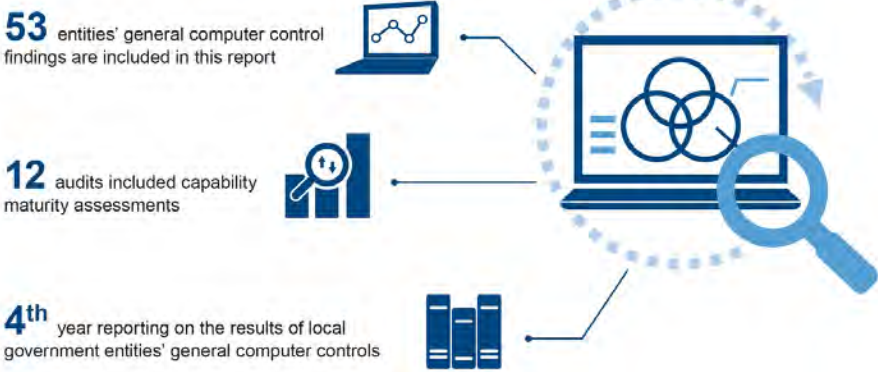 53 entities' general computer control
findings are included in this report
12 audits included capability
maturity assessments
4th year reporting on the results of local
government entities' general computer controls